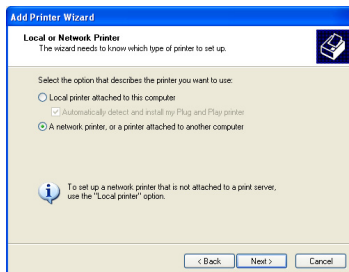 Add Printer Wizard
Local or Network Printer
The wizard needs to know which type of printer to set up.
Select the option that describes the printer you want to use:
Local printer attached to this computer
Automatically detect and install my Plug and Play printer
A network printer, or a printer attached to another computer
To set up a network printer that is not attached to a print server,
use the "Local printer" option.
< Back Next > Cancel